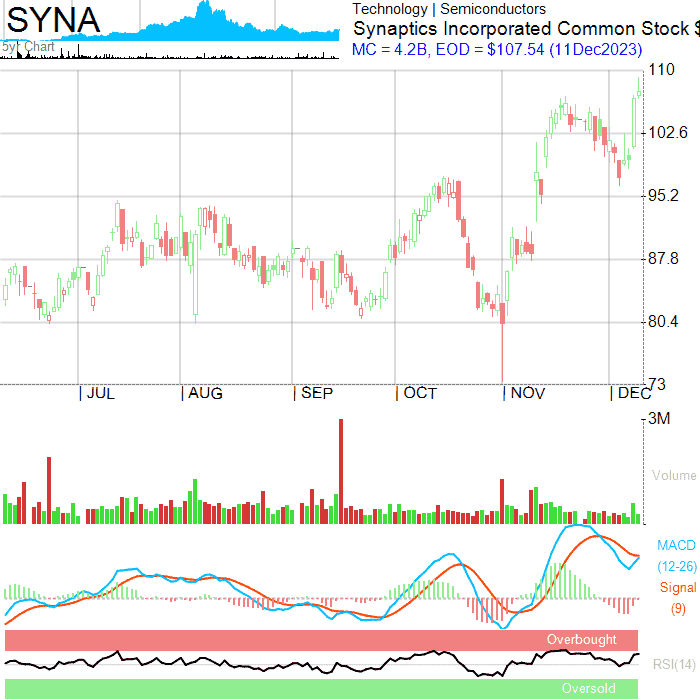 SYNA
5yr Chart
Technology | Semiconductors
Synaptics Incorporated Common Stock $
MC = 4.2B, EOD = $107.54 (11Dec2023)
110
102.6
95.2
87.8
80.4
73
JUL
AUG
SEP
OCT
NOV
DEC
3M
Volume
MACD
(12-26)
Signal
(9)
Overbought
RSI(14)
Oversold